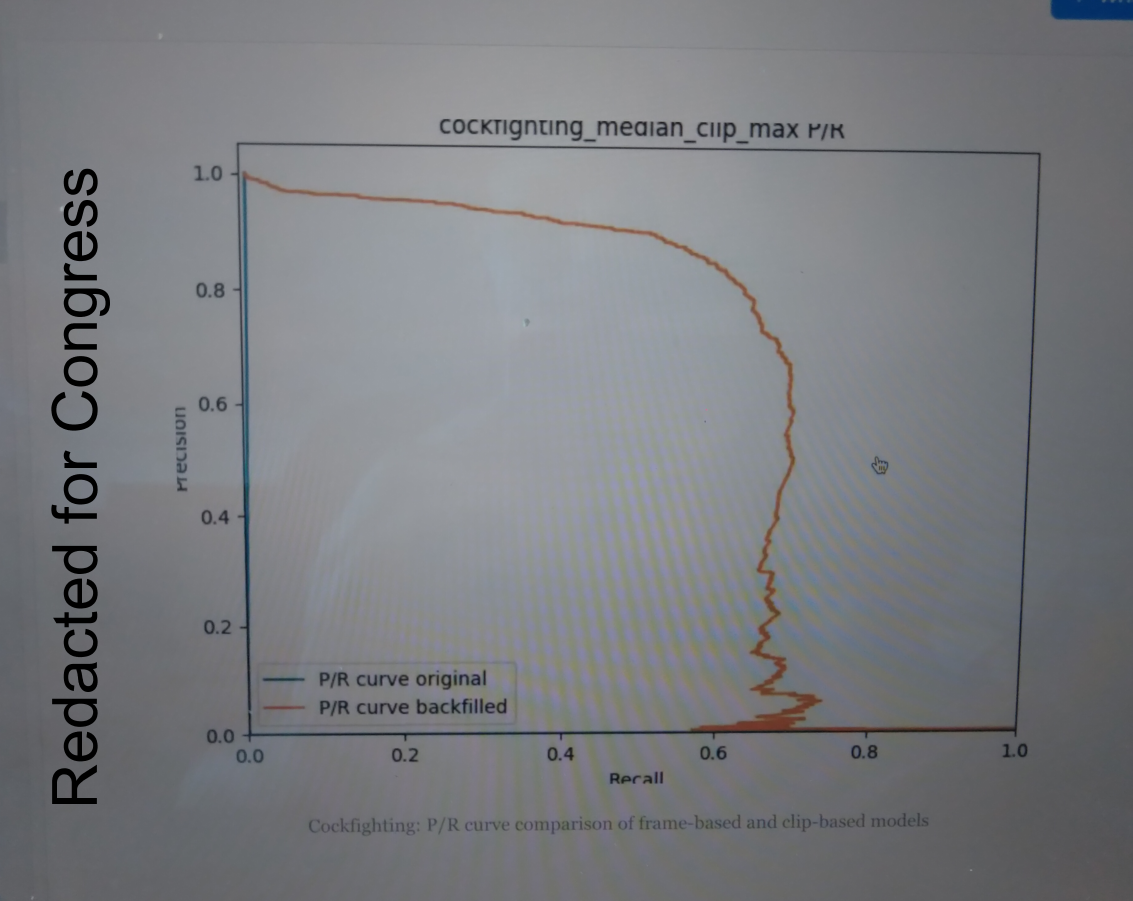 Redacted for Congress
cockfighting_median_clip_max P/R
1.0
0.8
0.6
0.4
0.2
0.0
Precision
P/R curve original
P/R curve backfilled
0.0 0.2 0.4 0.6 0.8 1.0
Recall
Cockfighting: P/R curve comparison of frame-based and clip-based models